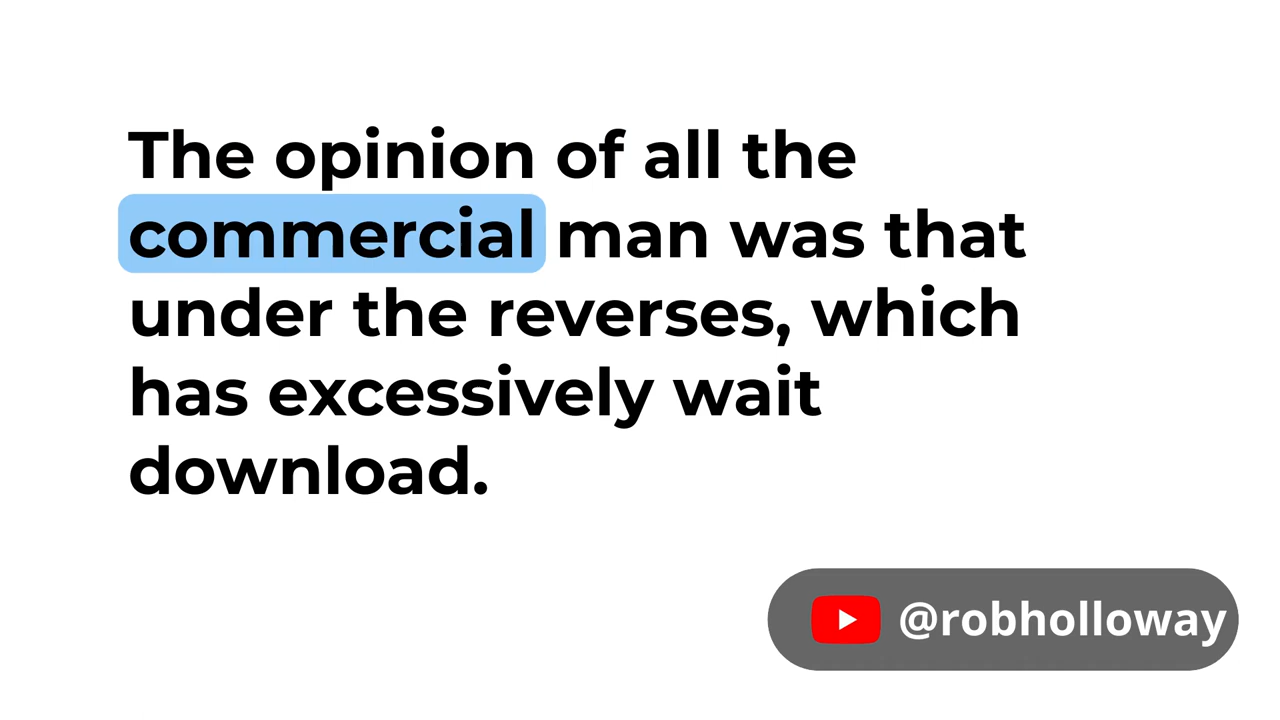 The opinion of all the
commercial man was that
under the reverses, which
has excessively wait
download.
@robholloway